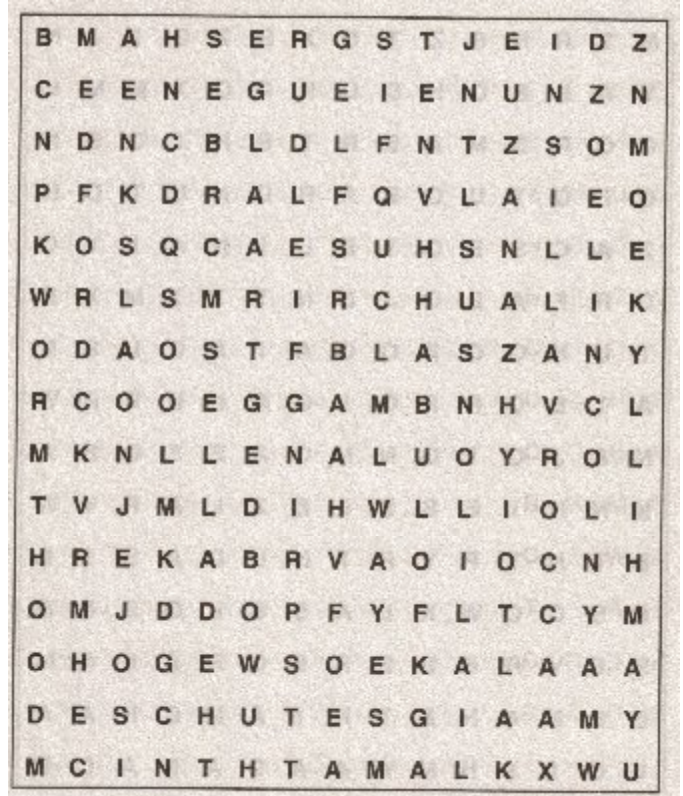 B M A H S E R G S T J E I D Z
C E E N E G U E I E N U N Z N
N D N C B L D L F N T Z S O M
P F K D R A L F Q V L A I E O
K O S Q C A E S U H S N L L E
W R L S M R I R C H U A L I K
O D A O S T F B L A S Z A N Y
R C O O E G G A M B N H V C L
M K N L L E N A L U O Y R O L
T V J M L D I H W L L I O L I
H R E K A B R V A O I O C N H
O M J D D O P F Y F L T C Y M
O H O G E W S O E K A L A A A
D E S C H U T E S G I A A M Y
M C I N T H T A M A L K X W U